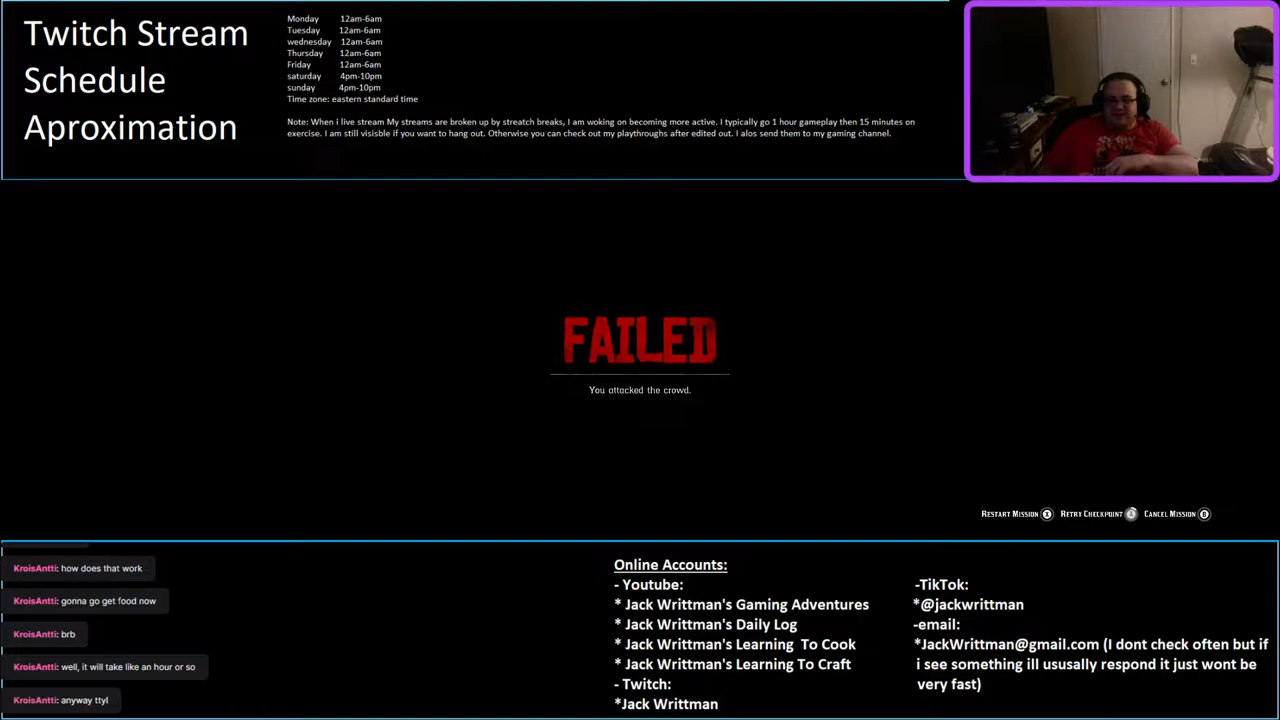 Twitch Stream
Schedule
Aproximation
Monday 12am-6am
Tuesday 12am-6am
wednesday 12am-6am
Thursday 12am-6am
Friday 12am-6am
saturday 4pm-10pm
sunday 4pm-10pm
Time zone: eastern standard time
Note: When i live stream My streams are broken up by streatch breaks, I am woking on becoming more active. I typically go 1 hour gameplay then 15 minutes on
exercise. I am still visisble if you want to hang out. Otherwise you can check out my playthroughs after edited out. I alos send them to my gaming channel.
FAILED
You attacked the crowd.
Restart Mission X Retry Checkpoint A Cancel Mission B
KroisAntti: how does that work
KroisAntti: gonna go get food now
KroisAntti: brb
KroisAntti: well, it will take like an hour or so
KroisAntti: anyway ttyl
Online Accounts:
- Youtube:
* Jack Writtman's Gaming Adventures
* Jack Writtman's Daily Log
* Jack Writtman's Learning To Cook
* Jack Writtman's Learning To Craft
- Twitch:
*Jack Writtman
-TikTok:
*@jackwrittman
-email:
*JackWrittman@gmail.com (I dont check often but if
i see something ill ususally respond it just wont be
very fast)